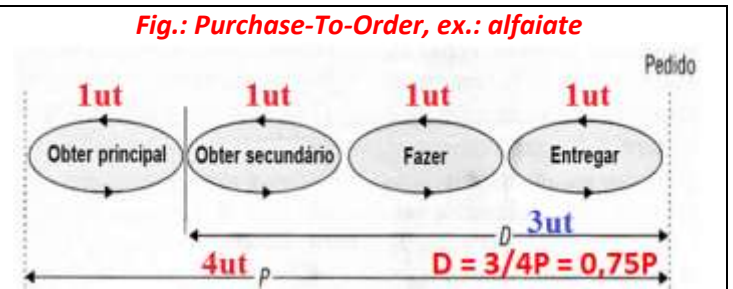 Fig.: Purchase-To-Order, ex.: alfaiate
Pedido
1ut 1ut 1ut 1ut
Obter principal Obter secundário Fazer Entregar
D 3ut
4ut P D = 3/4P = 0,75P